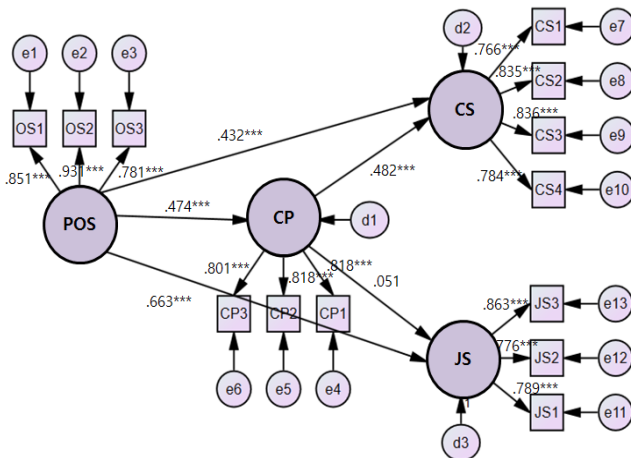 e1
e2
e3
d2
CS1
e7
.766***
.835***
CS2
e8
OS1
OS2
OS3
CS
.836***
CS3
e9
.432***
.851***
.931***
.781***
.482***
.784***
CS4
e10
POS
.474***
CP
d1
.801***
.818***
.818***
.051
.663***
CP3
CP2
CP1
.863***
JS3
e13
JS
.776***
JS2
e12
e6
e5
e4
.789***
1
JS1
e11
d3